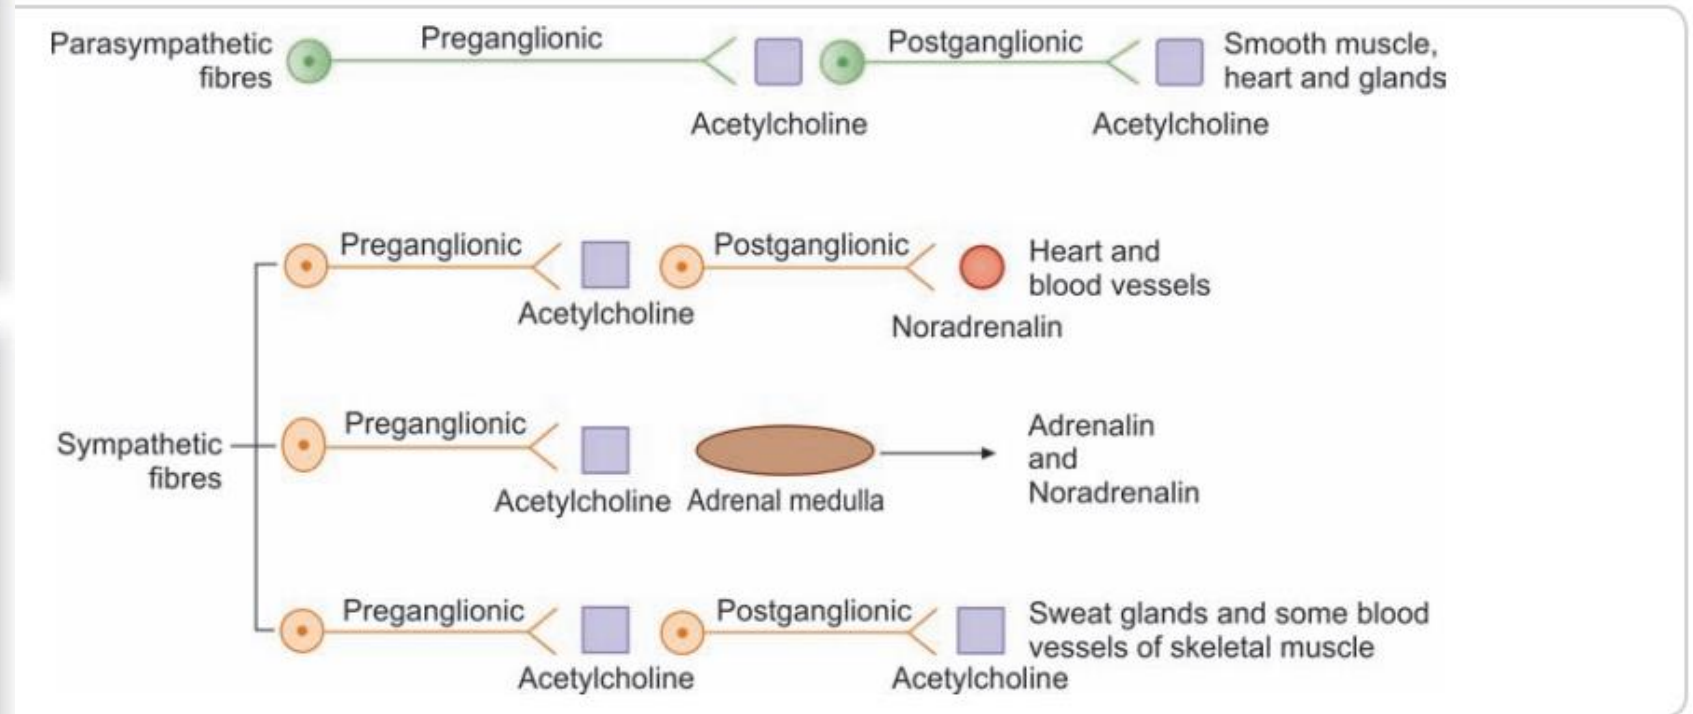 Parasympathetic
fibres
Preganglionic
Postganglionic
Smooth muscle,
heart and glands
Acetylcholine
Acetylcholine
Preganglionic
Postganglionic
Heart and
blood vessels
Acetylcholine
Noradrenalin
Sympathetic
fibres
Preganglionic
Adrenalin
and
Noradrenalin
Acetylcholine
Adrenal medulla
Preganglionic
Postganglionic
Sweat glands and some blood
vessels of skeletal muscle
Acetylcholine
Acetylcholine